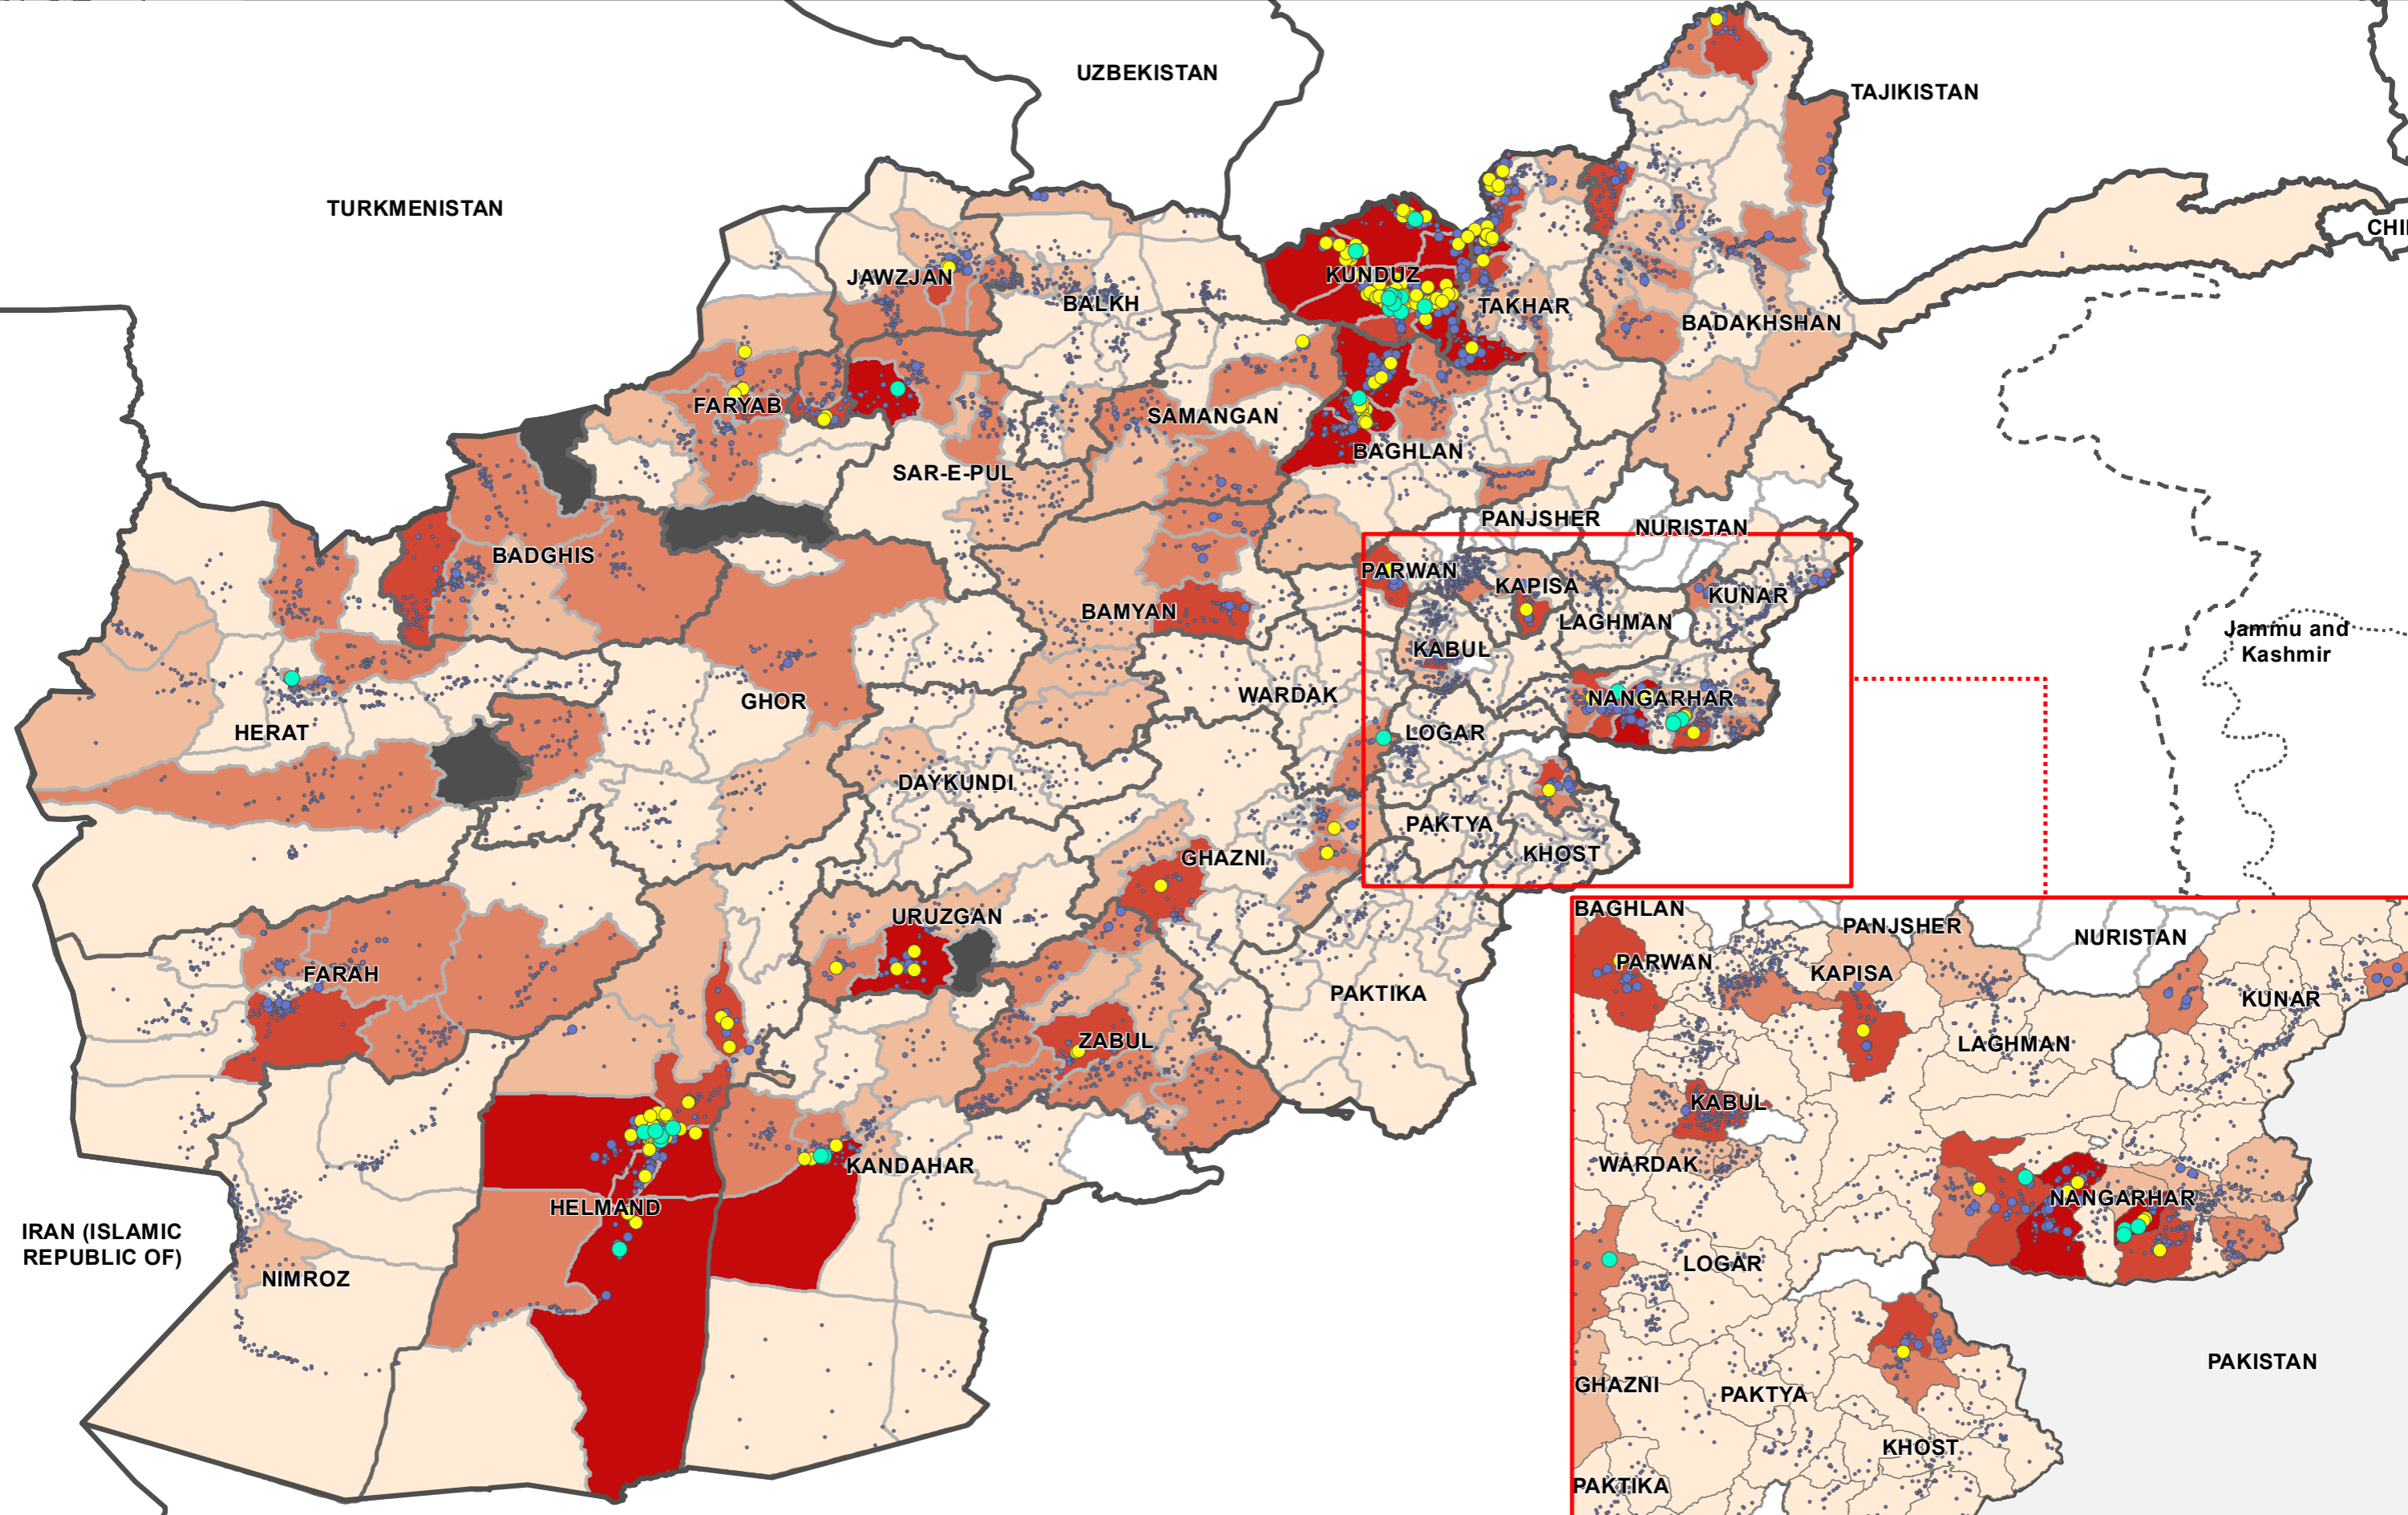 UZBEKISTAN
TAJIKISTAN
TURKMENISTAN
JAWZJAN
BALKH
KUNDUZ
TAKHAR
BADAKHSHAN
FARYAB
SAMANGAN
BAGHLAN
SAR-E-PUL
PANJSHER
NURISTAN
BADGHIS
PARWAN
KAPISA
KUNAR
BAMYAN
LAGHMAN
KABUL
Jammu and
Kashmir
HERAT
GHOR
WARDAK
NANGARHAR
LOGAR
DAYKUNDI
PAKTYA
GHAZNI
KHOST
URUZGAN
FARAH
PAKTIKA
ZABUL
KANDAHAR
HELMAND
IRAN (ISLAMIC
REPUBLIC OF)
NIMROZ
BAGHLAN
PANJSHER
NURISTAN
PARWAN
KAPISA
KUNAR
LAGHMAN
KABUL
WARDAK
NANGARHAR
LOGAR
PAKISTAN
GHAZNI
PAKTYA
KHOST
PAKTIKA